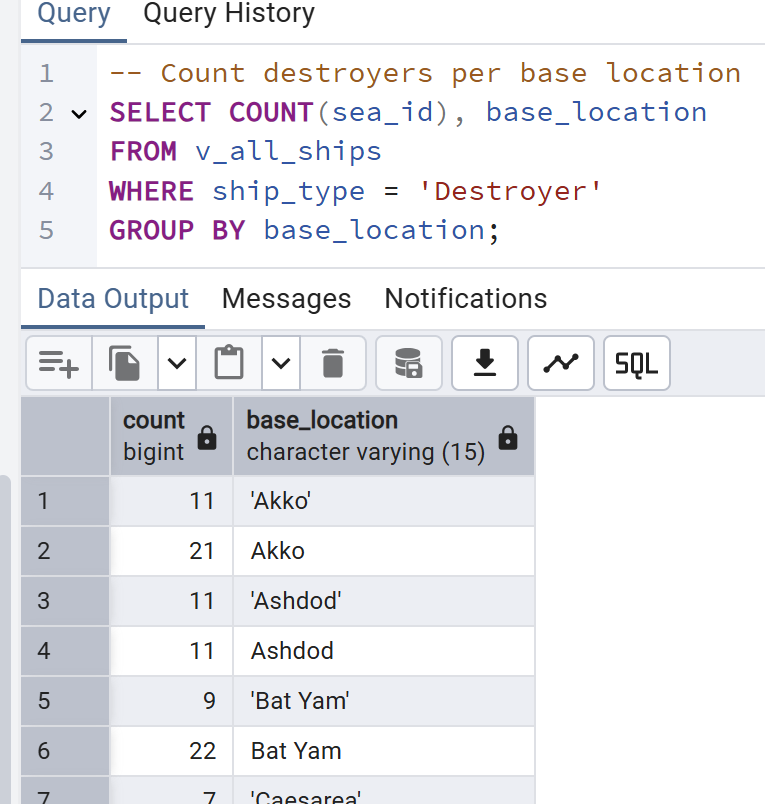 Query Query History
1 -- Count destroyers per base location
2 SELECT COUNT(sea_id), base_location
3 FROM v_all_ships
4 WHERE ship_type = 'Destroyer'
5 GROUP BY base_location;
Data Output Messages Notifications
SQL
count base_location
bigint character varying (15)
1 11 'Akko'
2 21 Akko
3 11 'Ashdod'
4 11 Ashdod
5 9 'Bat Yam'
6 22 Bat Yam
7 7 'Caesarea'